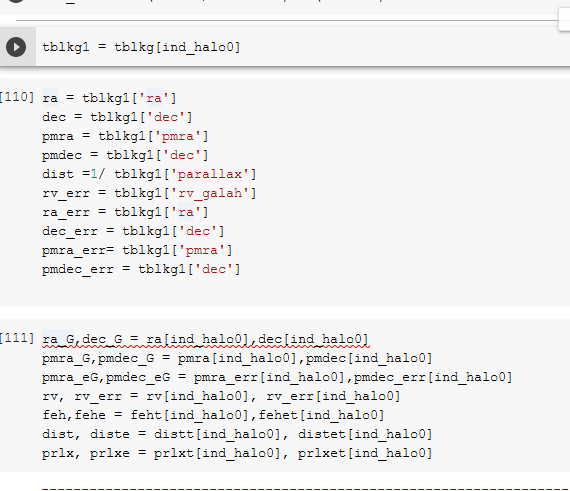 tblkg1 = tblkg[ind_halo0]
[110] ra = tblkg1['ra']
dec = tblkg1['dec']
pmra = tblkg1['pmra']
pmdec = tblkg1['dec']
dist =1/ tblkg1['parallax']
rv_err = tblkg1['rv_galah']
ra_err = tblkg1['ra']
dec_err = tblkg1['dec']
pmra_err= tblkg1['pmra']
pmdec_err = tblkg1['dec']
[111] ra_G,dec_G = ra[ind_halo0],dec[ind_halo0]
pmra_G,pmdec_G = pmra[ind_halo0],pmdec[ind_halo0]
pmra_eG,pmdec_eG = pmra_err[ind_halo0],pmdec_err[ind_halo0]
rv, rv_err = rv[ind_halo0], rv_err[ind_halo0]
feh,fehe = feht[ind_halo0],fehet[ind_halo0]
dist, diste = distt[ind_halo0], distet[ind_halo0]
prlx, prlxe = prlxt[ind_halo0], prlxet[ind_halo0]